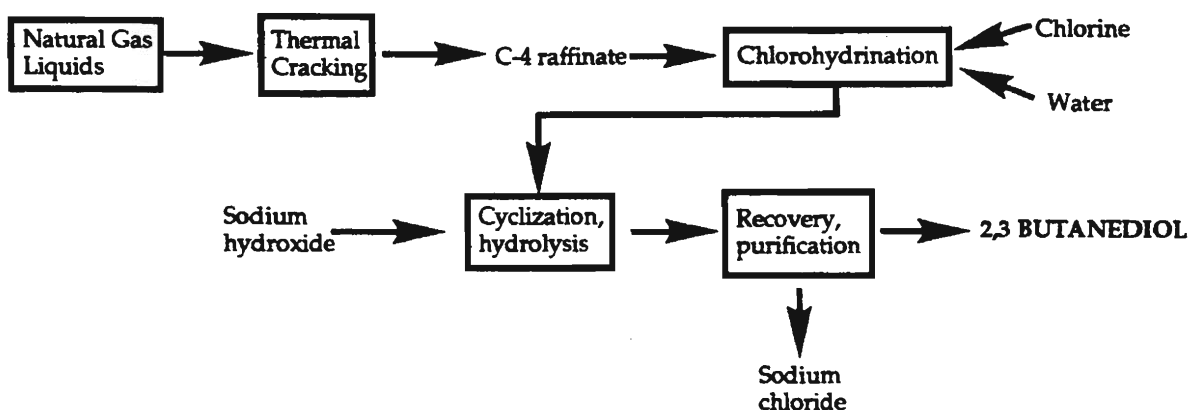 Natural Gas
Liquids
Thermal
Cracking
C-4 raffinate
Chlorohydrination
Chlorine
Water
Sodium
hydroxide
Cyclization,
hydrolysis
Recovery,
purification
2,3 BUTANEDIOL
Sodium
chloride